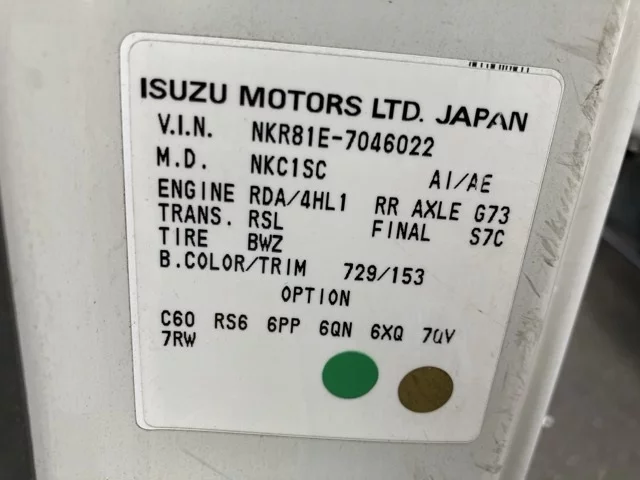 ISUZU MOTORS LTD. JAPAN
V.I.N. NKR81E-7046022
M.D. NKC1SC AI/AE
ENGINE RDA/4HL1 RR AXLE G73
TRANS. RSL FINAL S7C
TIRE BWZ
B.COLOR/TRIM 729/153
OPTION
C60 RS6 6PP 6QN 6XQ 7QV
7RW